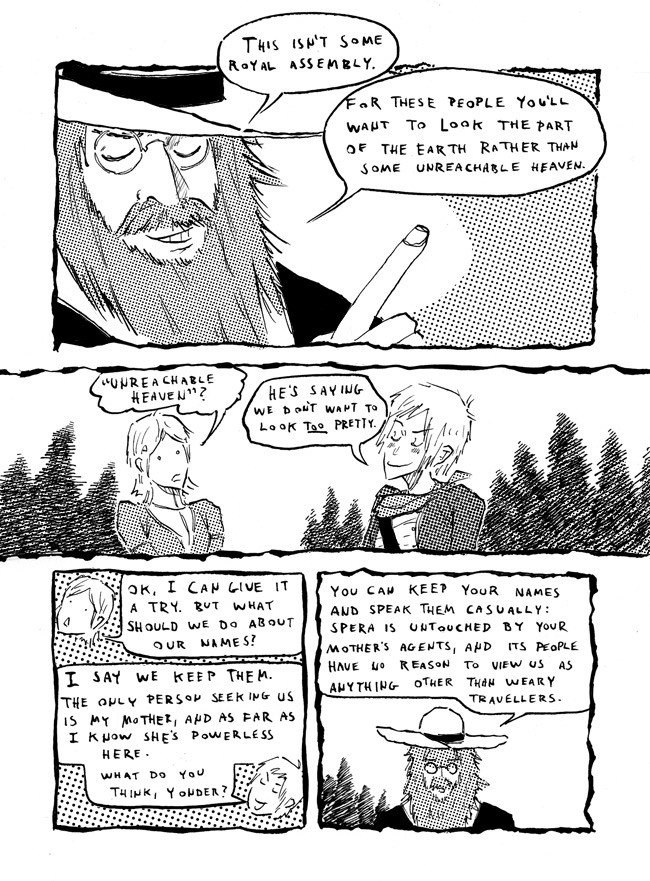 THIS ISN'T SOME
ROYAL ASSEMBLY.
FOR THESE PEOPLE YOU'LL
WANT TO LOOK THE PART
OF THE EARTH RATHER THAN
SOME UNREACHABLE HEAVEN.
"UNREACHABLE
HEAVEN"?
HE'S SAYING
WE DON'T WANT TO
LOOK TOO PRETTY.
OK, I CAN GIVE IT
A TRY. BUT WHAT
SHOULD WE DO ABOUT
OUR NAMES?
I SAY WE KEEP THEM.
THE ONLY PERSON SEEKING US
IS MY MOTHER, AND AS FAR AS
I KNOW SHE'S POWERLESS
HERE.
WHAT DO YOU
THINK, YONDER?
YOU CAN KEEP YOUR NAMES
AND SPEAK THEM CASUALLY:
SPERA IS UNTOUCHED BY YOUR
MOTHER'S AGENTS, AND ITS PEOPLE
HAVE NO REASON TO VIEW US AS
ANYTHING OTHER THAN WEARY
TRAVELLERS.